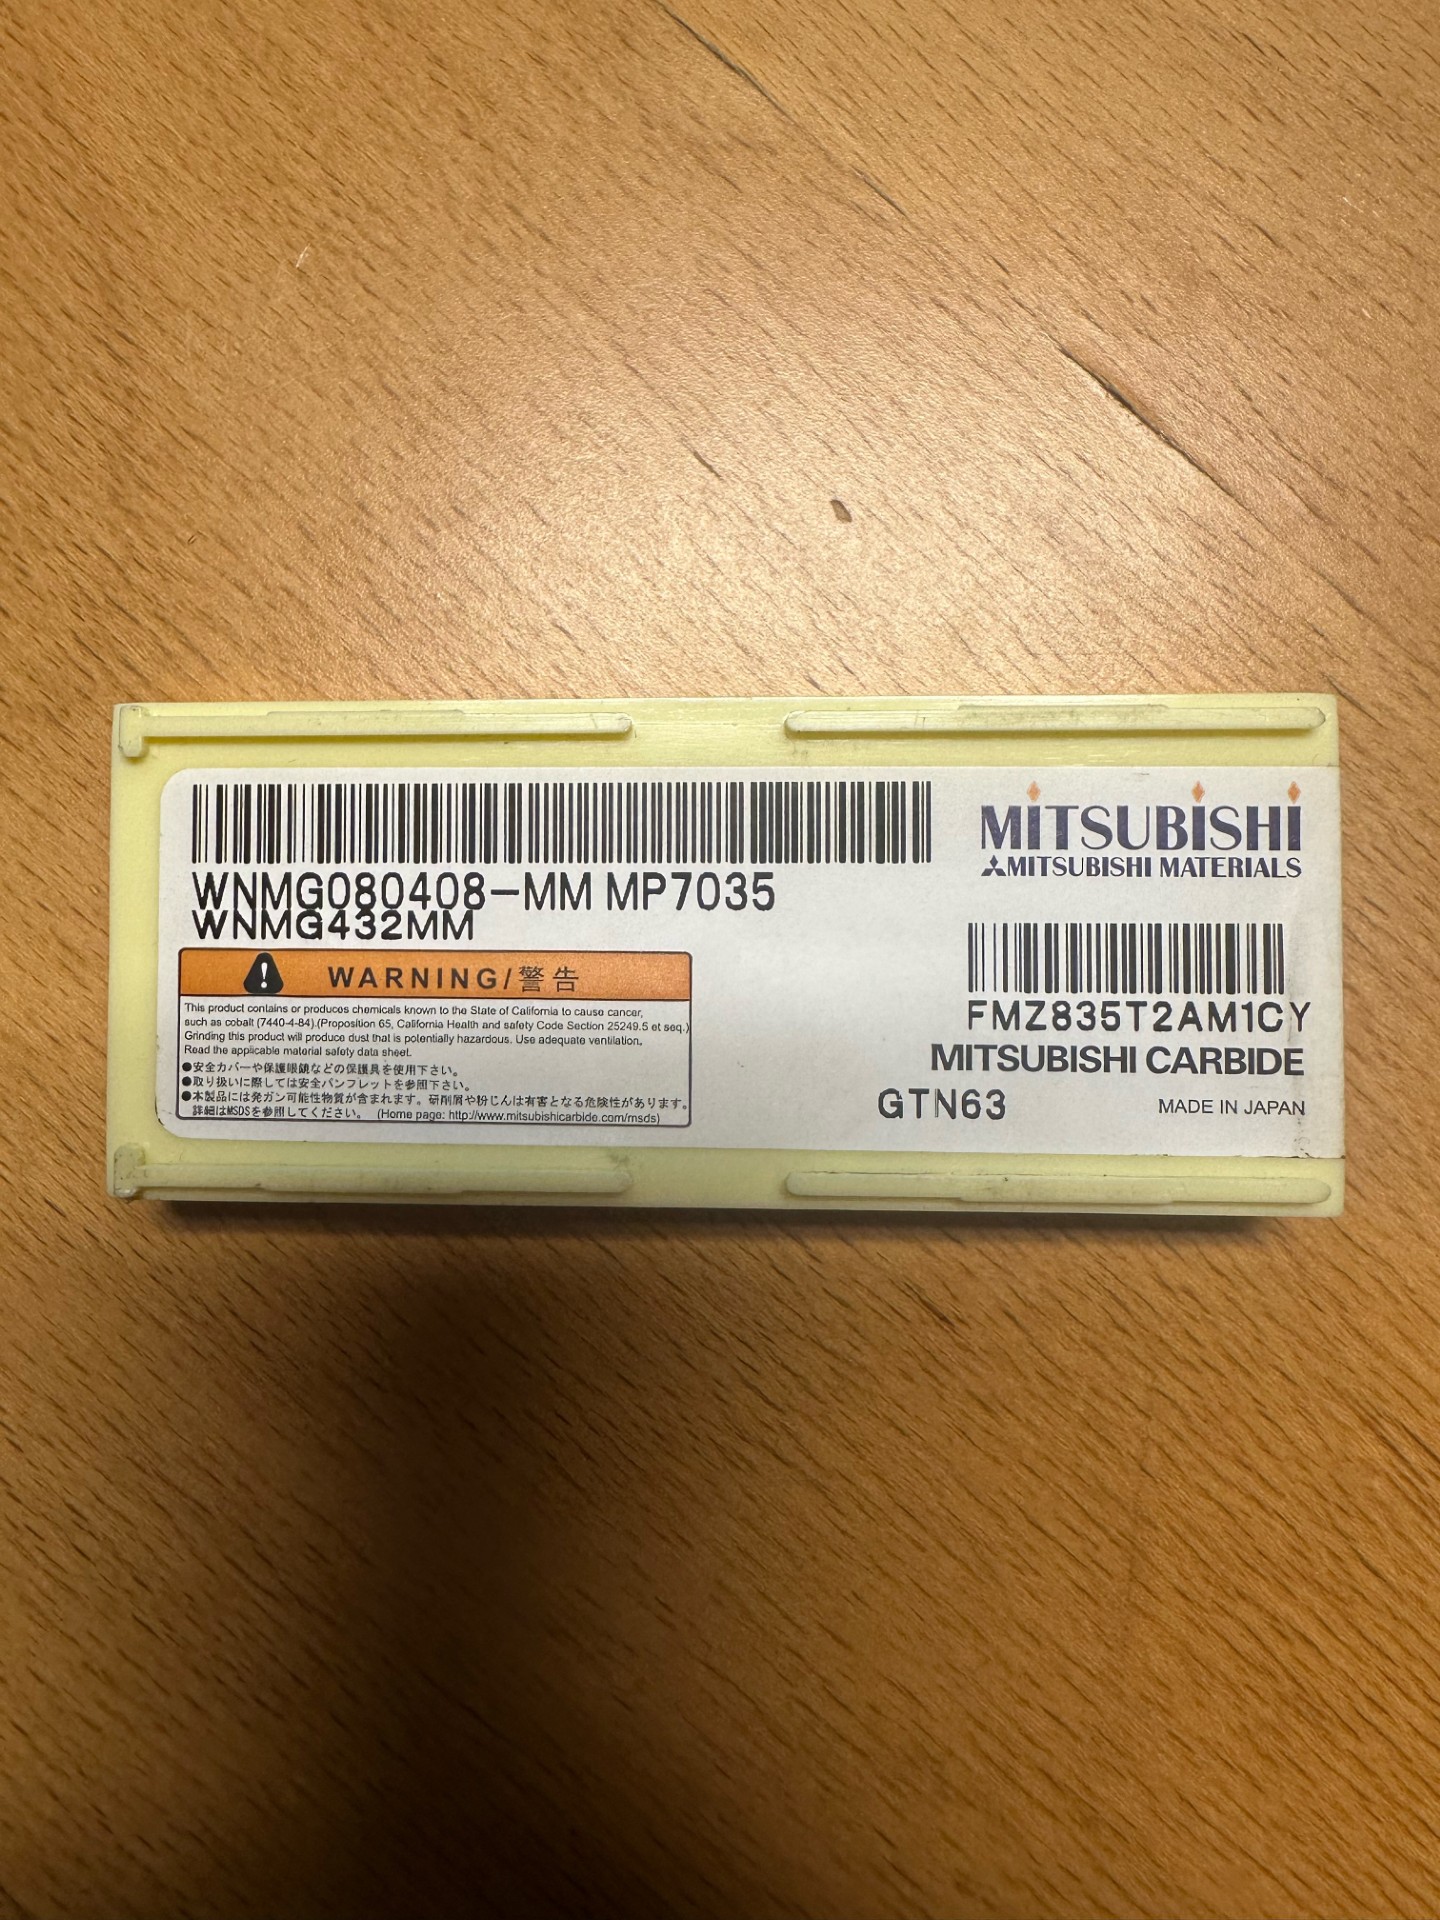 WNMG080408-MM MP7035
WNMG432MM
MITSUBISHI
MITSUBISHI MATERIALS
WARNING/警告
This product contains or produces chemicals known to the State of California to cause cancer,
such as cobalt (7440-4-84).(Proposition 65, California Health and safety Code Section 25249.5 et seq.)
Grinding this product will produce dust that is potentially hazardous. Use adequate ventilation.
Read the applicable material safety data sheet.
●安全カバーや保護眼鏡などの保護具を使用下さい。
●取り扱いに際しては安全パンフレットを参照下さい。
●本製品には発ガン可能性物質が含まれます。研削屑や粉じんは有害となる危険性があります。
詳細はMSDSを参照してください。 (Home page: http://www.mitsubishicarbide.com/msds)
FMZ835T2AM1CY
MITSUBISHI CARBIDE
GTN63 MADE IN JAPAN